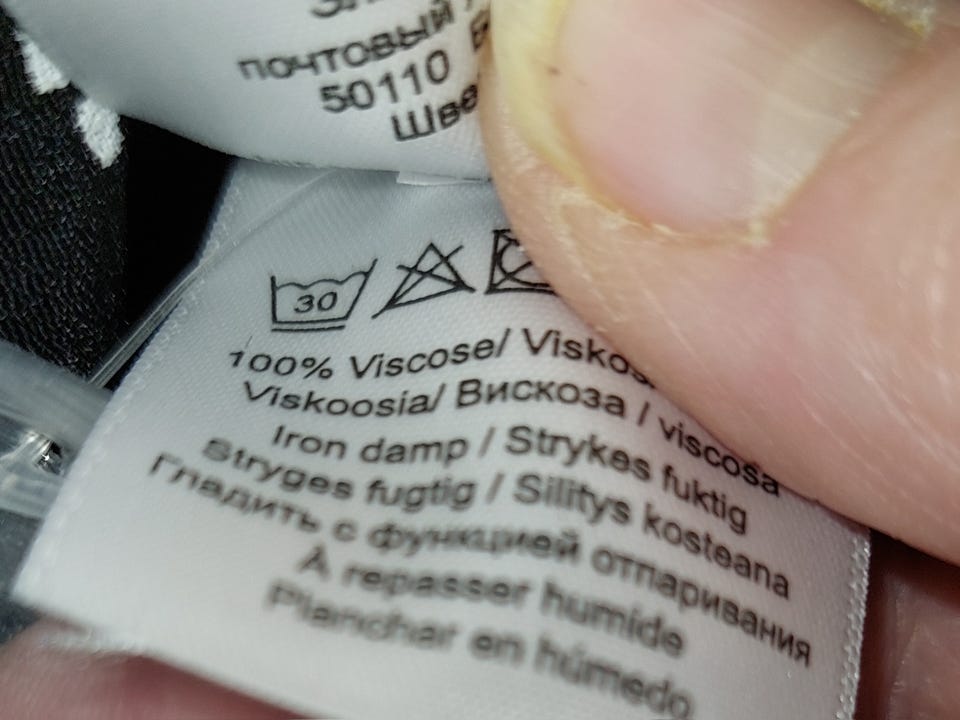 почтовый
50110
30
100% Viscose/
Viskoosia/ Вискоза / viscosa
Iron damp / Strykes fuktig
Stryges fugtig / Silitys kosteana
Гладить с функцией отпаривания
À repasser humide
Planchar en húmedo